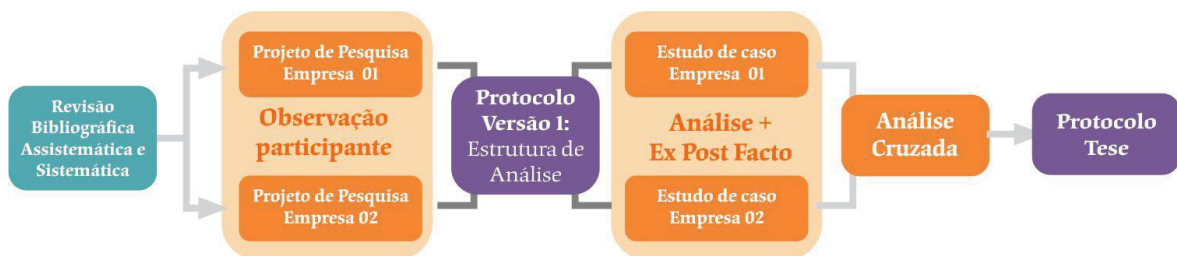 Revisão
Bibliográfica
Assistemática e
Sistemática
Projeto de Pesquisa
Empresa 01
Observação
participante
Projeto de Pesquisa
Empresa 02
Protocolo
Versão 1:
Estrutura de
Análise
Estudo de caso
Empresa 01
Análise +
Ex Post Facto
Estudo de caso
Empresa 02
Análise
Cruzada
Protocolo
Tese